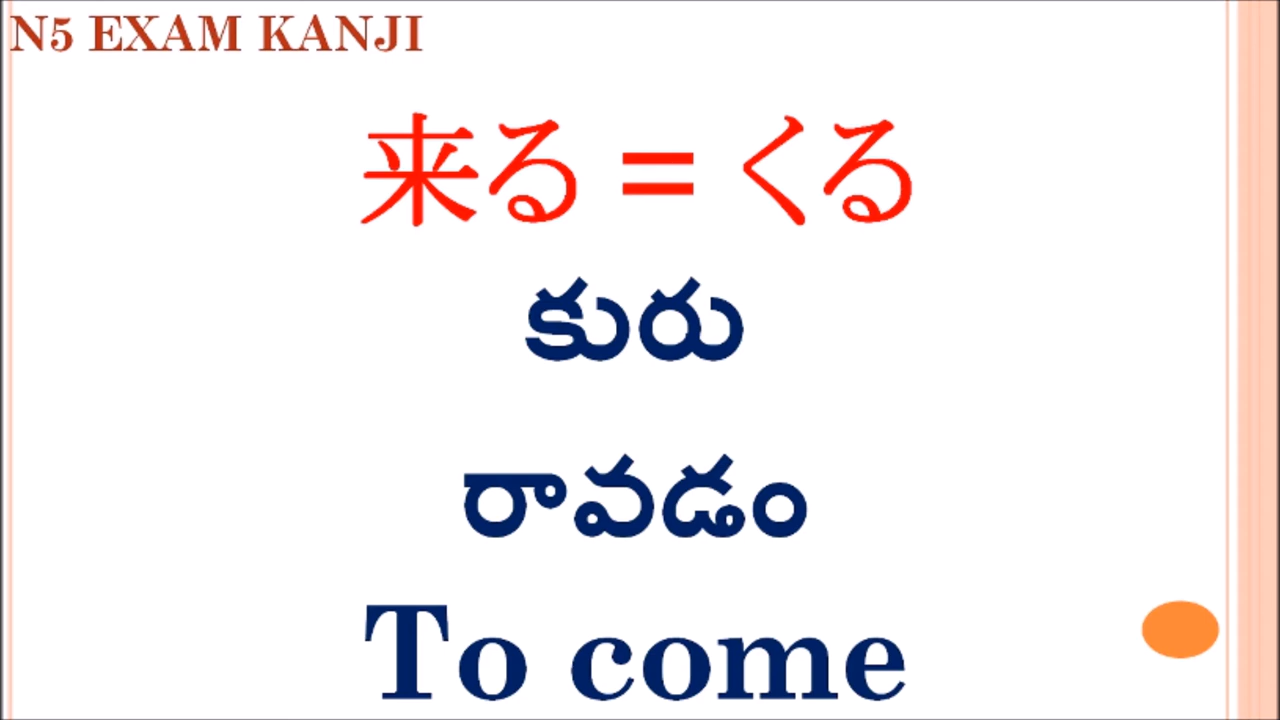 N5 EXAM KANJI
来る = くる
కురు
రావడం
To come